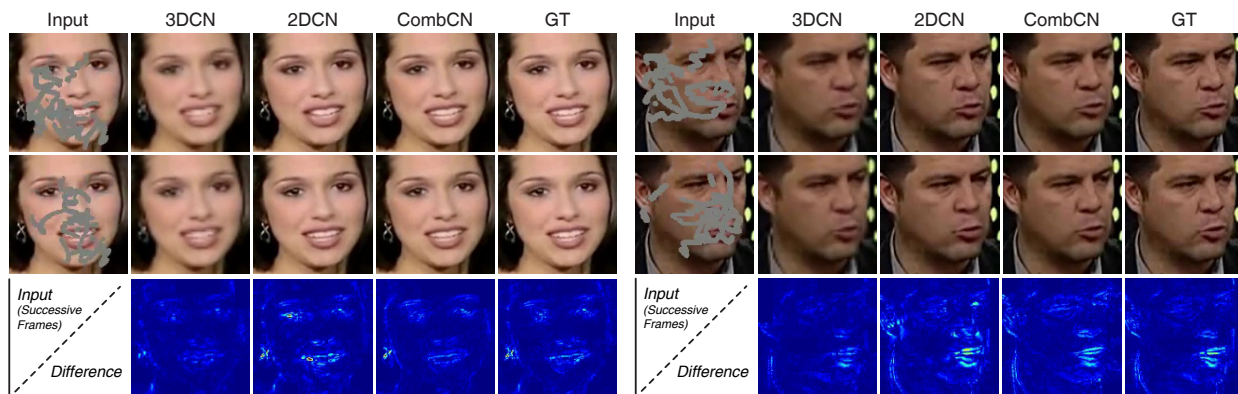 Input 3DCN 2DCN CombCN GT
Input
(Successive
Frames)
Difference
Input 3DCN 2DCN CombCN GT
Input
(Successive
Frames)
Difference